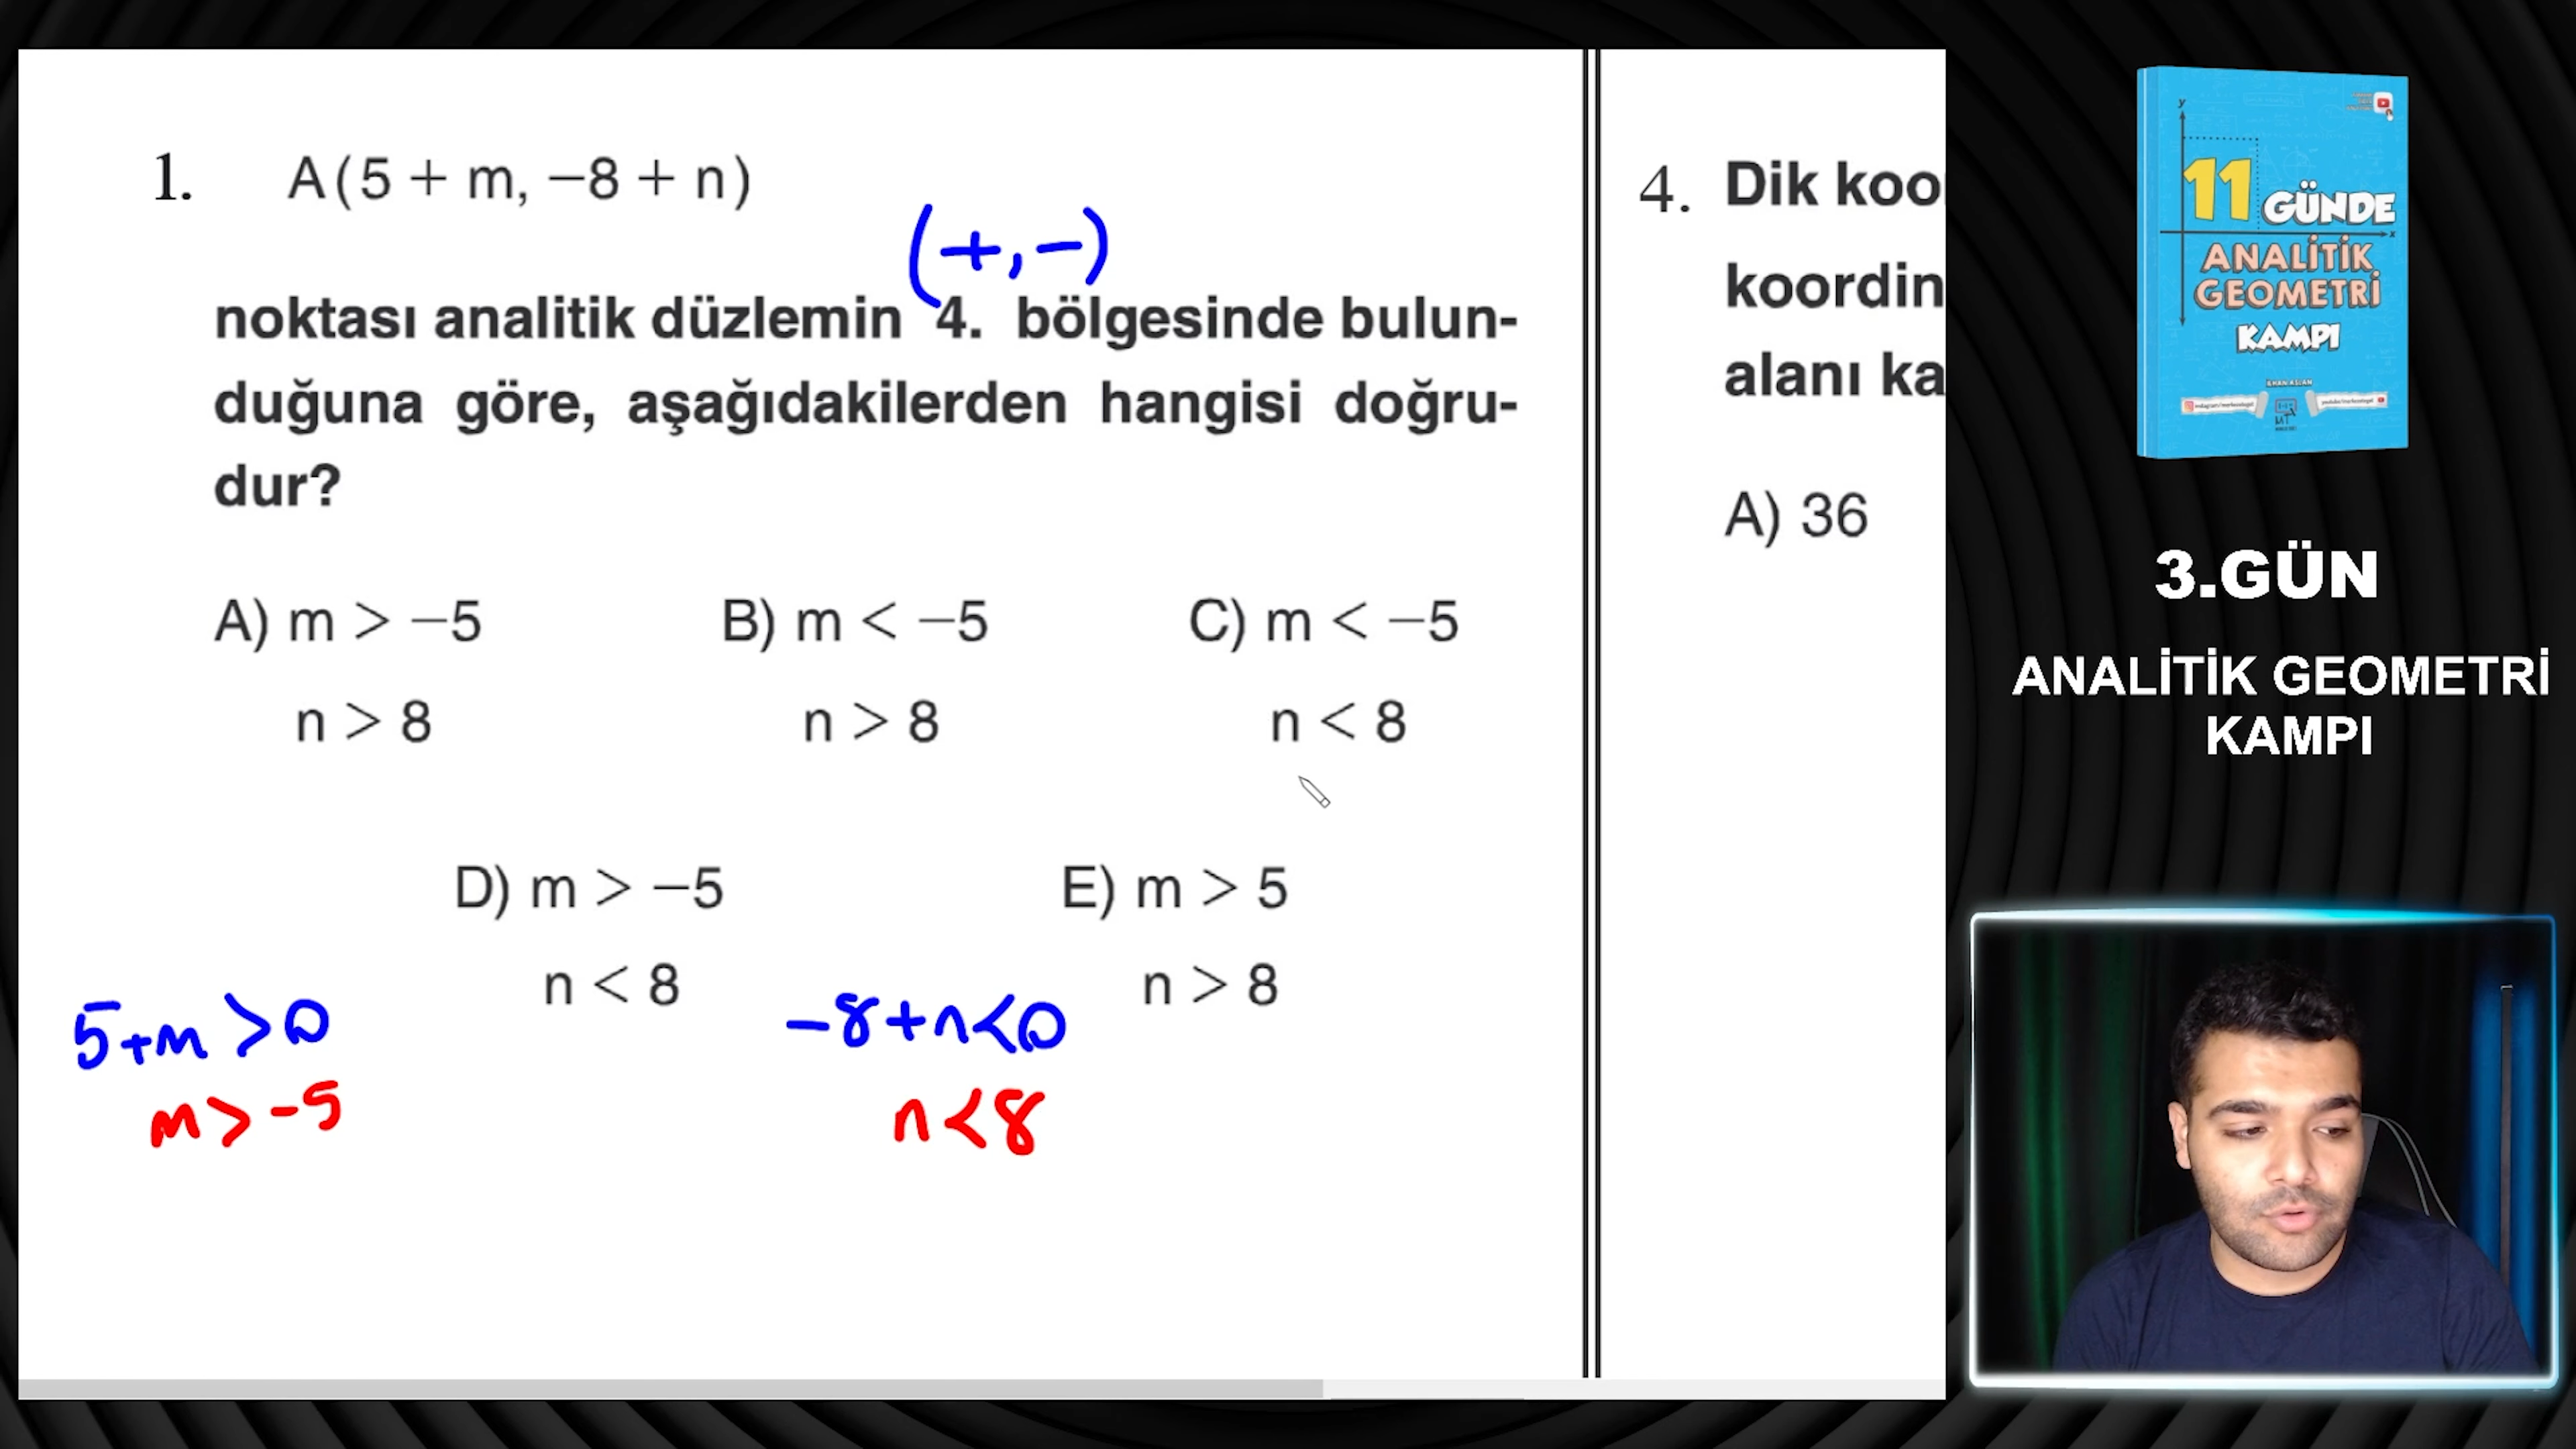 1. A(5 + m, −8 + n)
(+,-)
noktası analitik düzlemin 4. bölgesinde bulun-
duğuna göre, aşağıdakilerden hangisi doğru-
dur?
A) m > −5
n > 8
B) m < −5
n > 8
C) m < −5
n < 8
D) m > −5
n < 8
E) m > 5
n > 8
5+m >0
m > -5
-8+n<0
n<8
4. Dik koo
koordin
alanı ka
A) 36
y
11
GÜNDE
x
ANALİTİK
GEOMETRİ
KAMPI
İLHAN ASLAN
3.GÜN
ANALİTİK GEOMETRİ
KAMPI